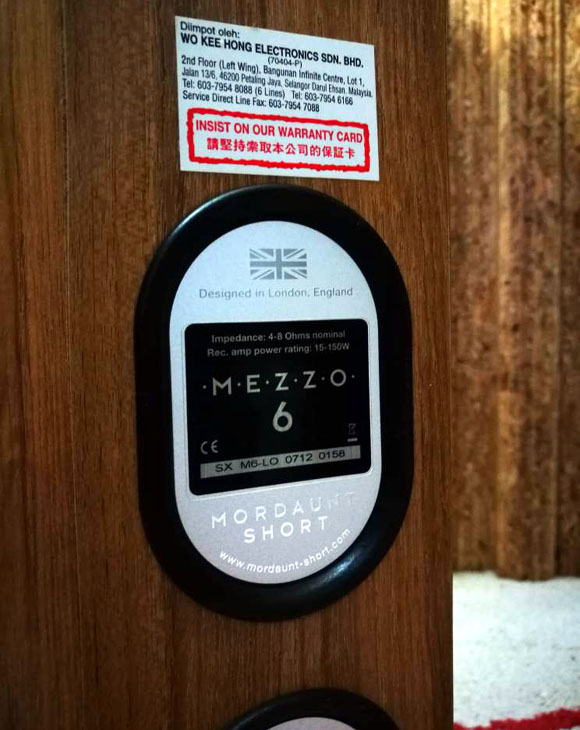 Diimpot oleh:
WO KEE HONG ELECTRONICS SDN. BHD.
(70404-P)
2nd Floor (Left Wing), Bangunan Infinite Centre, Lot 1,
Jalan 13/6, 46200 Petaling Jaya, Selangor Darul Ehsan. Malaysia.
Tel: 603-7954 8088 (6 Lines) Tel: 603-7954 6166
Service Direct Line Fax: 603-7954 7088
INSIST ON OUR WARRANTY CARD
請堅持索取本公司的保証卡
Designed in London, England
Impedance: 4-8 Ohms nominal
Rec. amp power rating: 15-150W
·M·E·Z·Z·O·
6
CE
SX M6-LO 0712 0158
MORDAUNT
SHORT
www.mordaunt-short.com